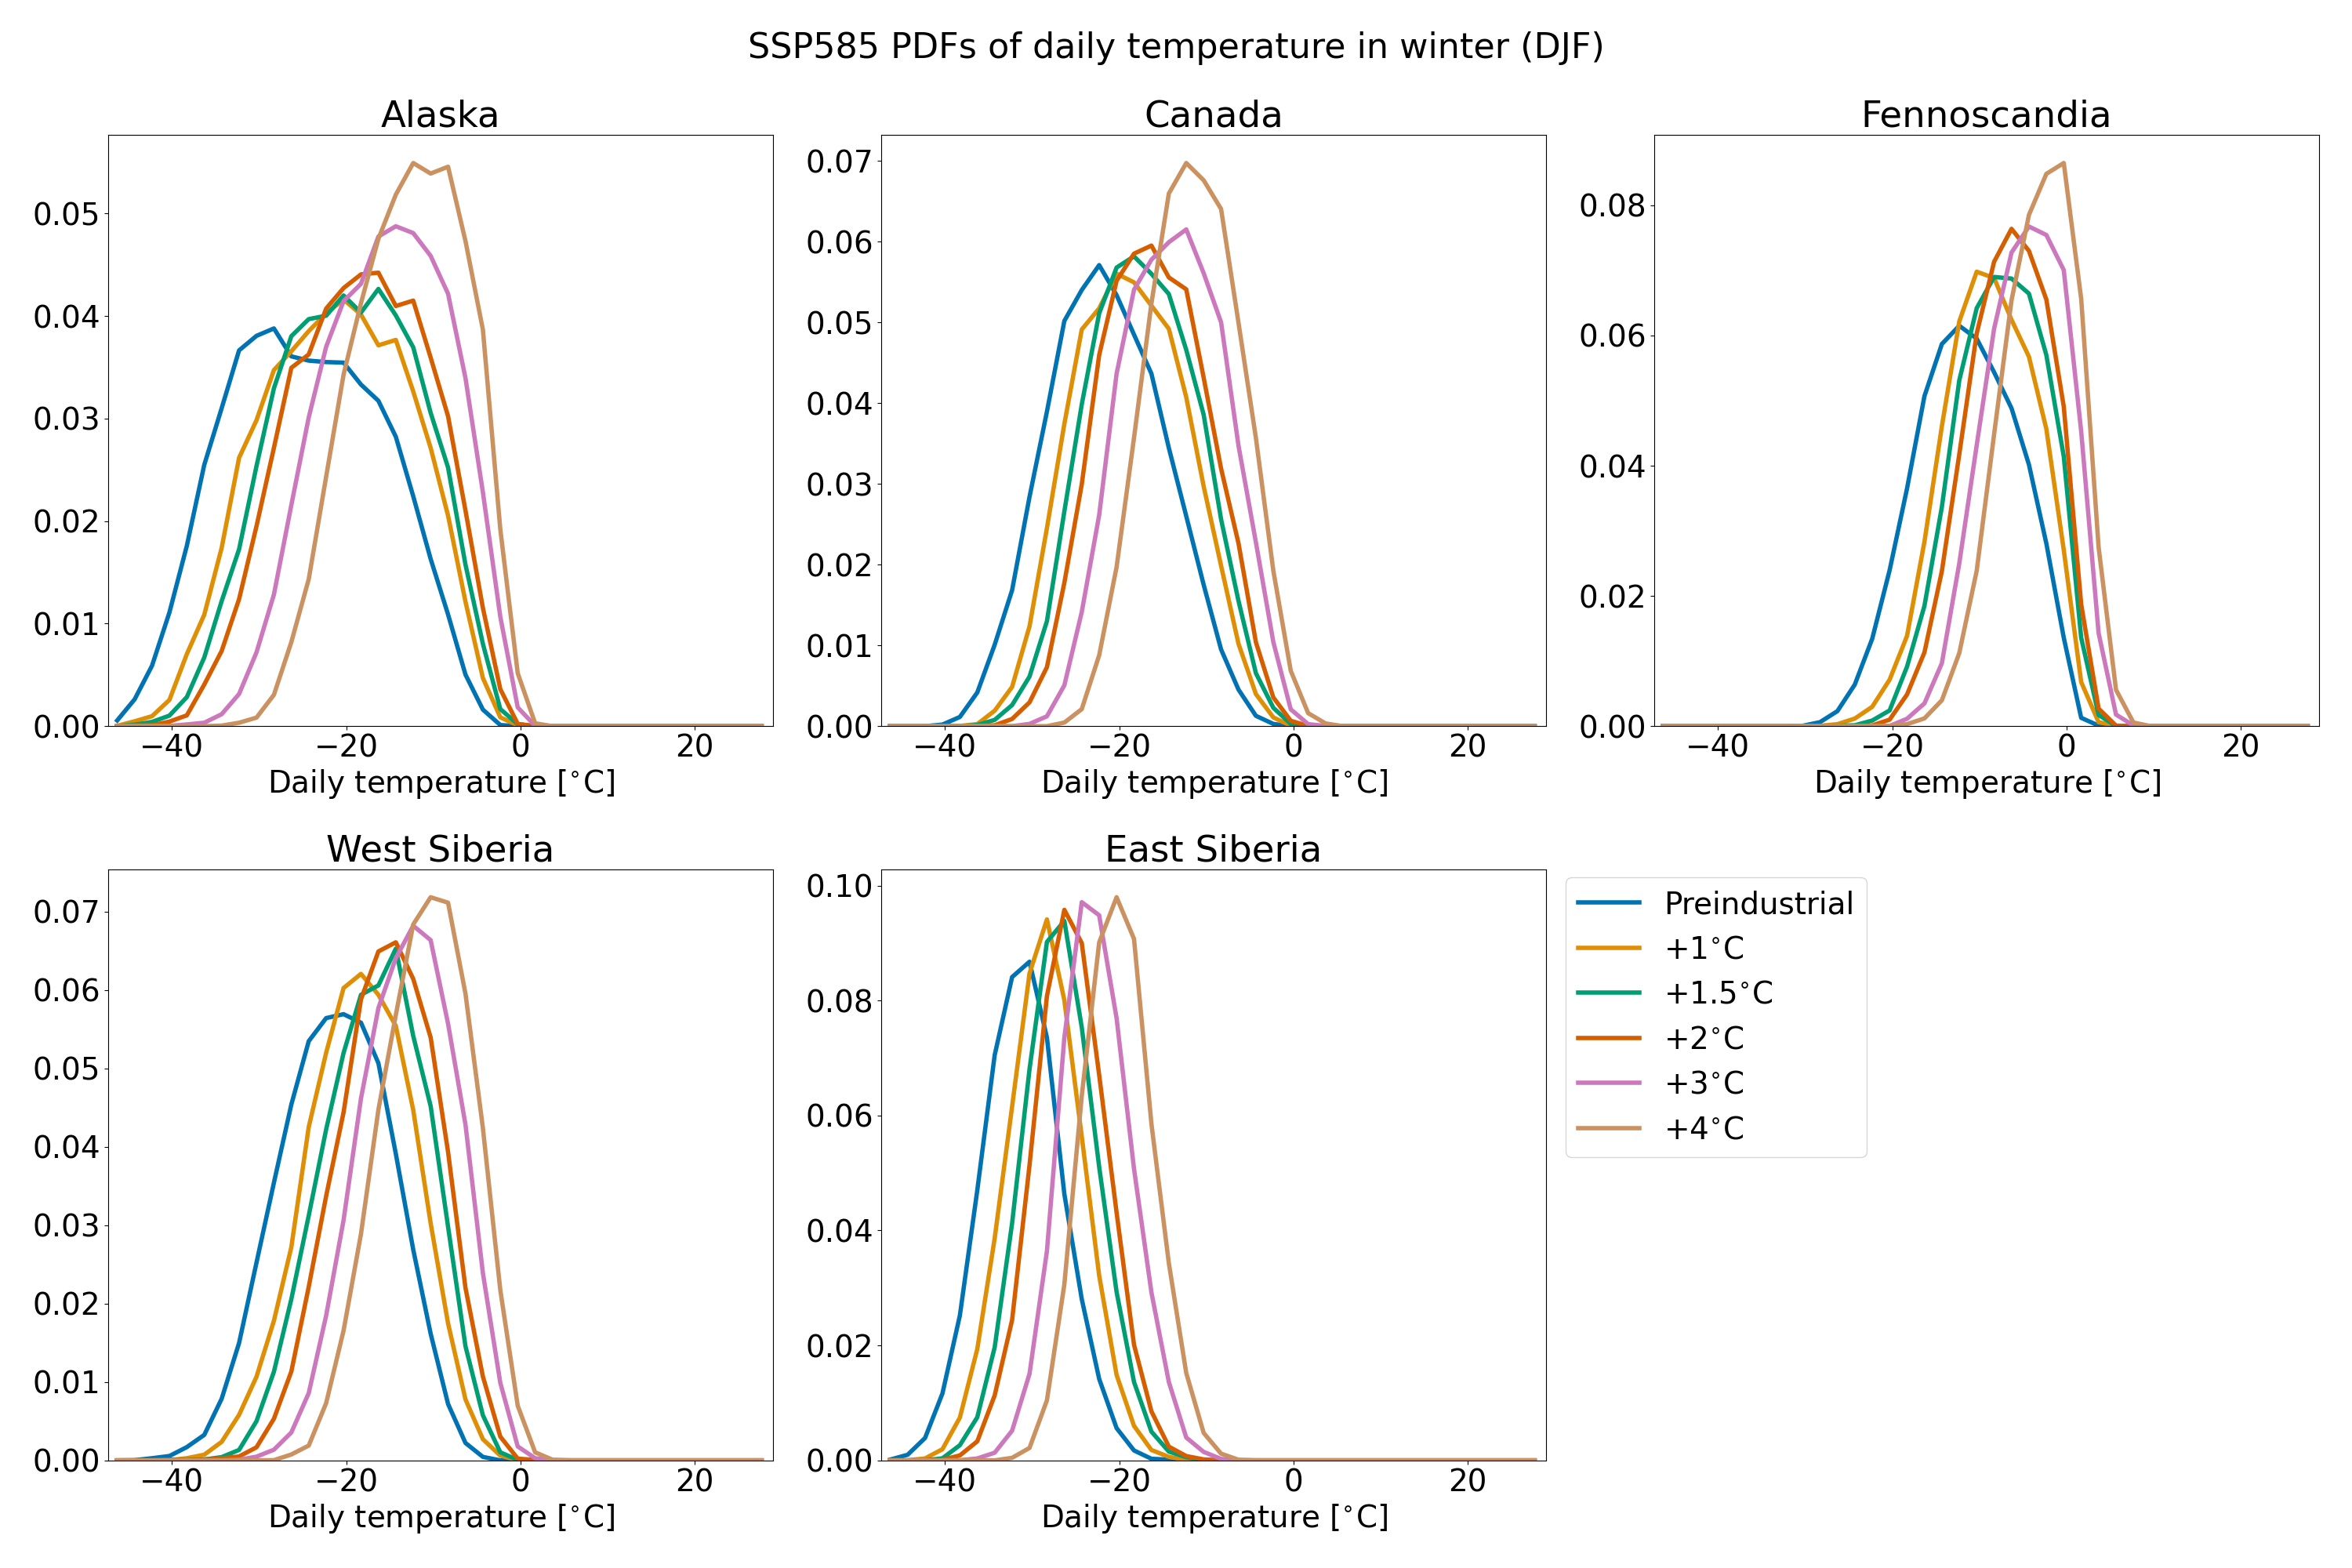 SSP585 PDFs of daily temperature in winter (DJF)
Alaska
0.05
0.04
0.03
0.02
0.01
0.00
−40 −20 0 20
Daily temperature [°C]
Canada
0.07
0.06
0.05
0.04
0.03
0.02
0.01
0.00
−40 −20 0 20
Daily temperature [°C]
Fennoscandia
0.08
0.06
0.04
0.02
0.00
−40 −20 0 20
Daily temperature [°C]
West Siberia
0.07
0.06
0.05
0.04
0.03
0.02
0.01
0.00
−40 −20 0 20
Daily temperature [°C]
East Siberia
0.10
0.08
0.06
0.04
0.02
0.00
−40 −20 0 20
Daily temperature [°C]
Preindustrial
+1°C
+1.5°C
+2°C
+3°C
+4°C